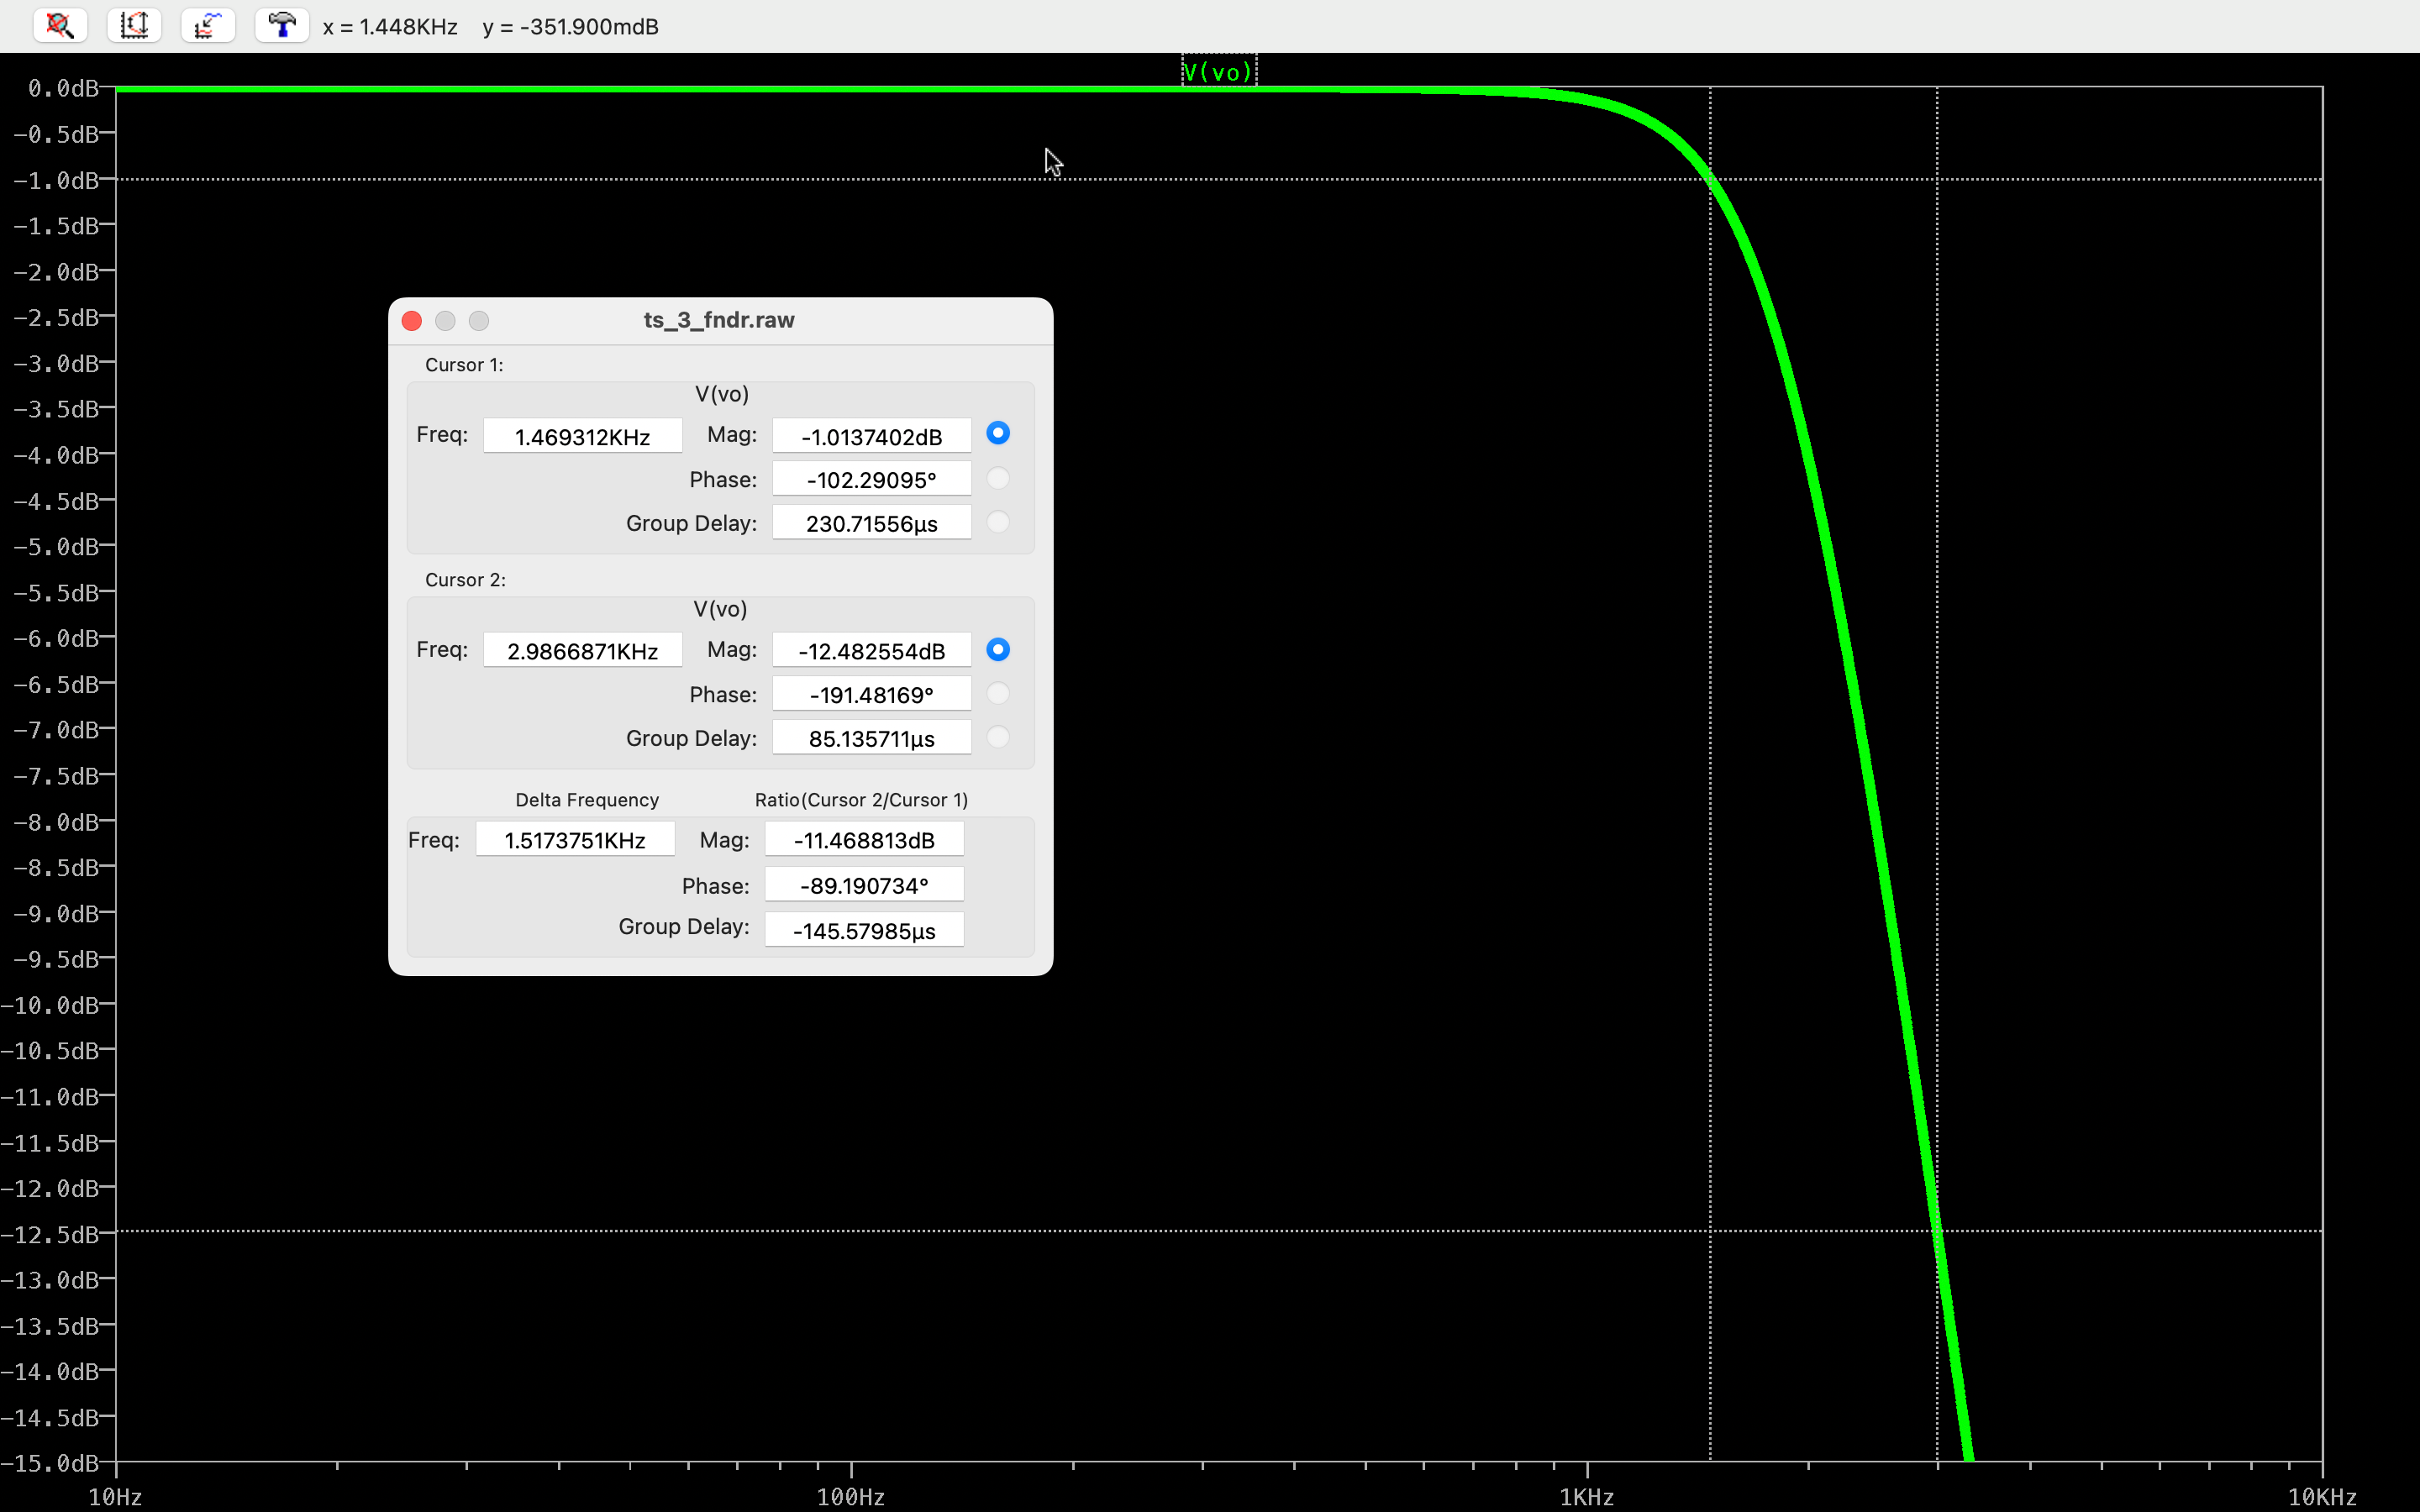 x = 1.448KHz y = -351.900mdB
V(vo)
0.0dB
-0.5dB
-1.0dB
-1.5dB
-2.0dB
-2.5dB
-3.0dB
-3.5dB
-4.0dB
-4.5dB
-5.0dB
-5.5dB
-6.0dB
-6.5dB
-7.0dB
-7.5dB
-8.0dB
-8.5dB
-9.0dB
-9.5dB
-10.0dB
-10.5dB
-11.0dB
-11.5dB
-12.0dB
-12.5dB
-13.0dB
-13.5dB
-14.0dB
-14.5dB
-15.0dB
ts_3_fndr.raw
Cursor 1:
V(vo)
Freq: 1.469312KHz Mag: -1.0137402dB
Phase: -102.29095°
Group Delay: 230.71556µs
Cursor 2:
V(vo)
Freq: 2.9866871KHz Mag: -12.482554dB
Phase: -191.48169°
Group Delay: 85.135711µs
Delta Frequency Ratio(Cursor 2/Cursor 1)
Freq: 1.5173751KHz Mag: -11.468813dB
Phase: -89.190734°
Group Delay: -145.57985µs
10Hz 100Hz 1KHz 10KHz